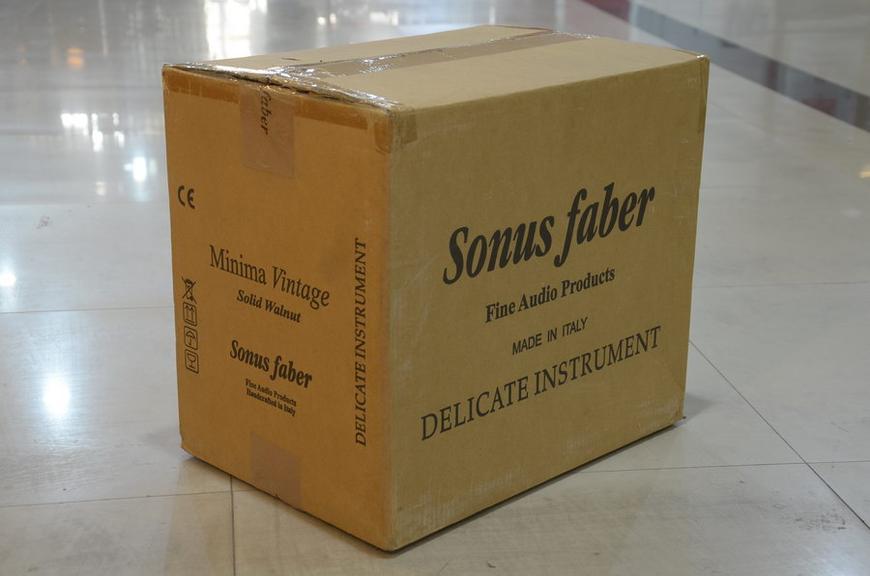 faber
CE
Minima Vintage
Solid Walnut
Sonus faber
Fine Audio Products
Handcrafted in Italy
DELICATE INSTRUMENT
Sonus faber
Fine Audio Products
MADE IN ITALY
DELICATE INSTRUMENT